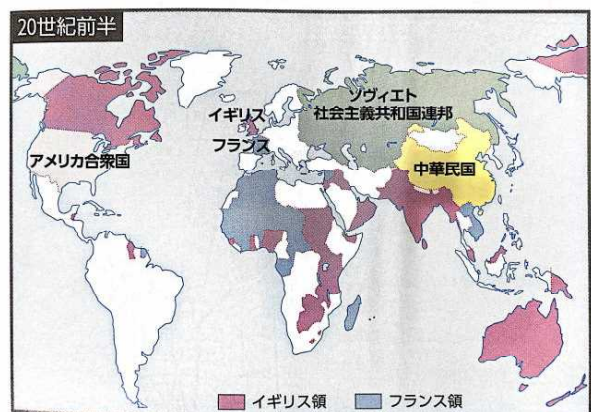 20世紀前半
イギリス
フランス
ソヴィエト
社会主義共和国連邦
アメリカ合衆国
中華民国
イギリス領
フランス領